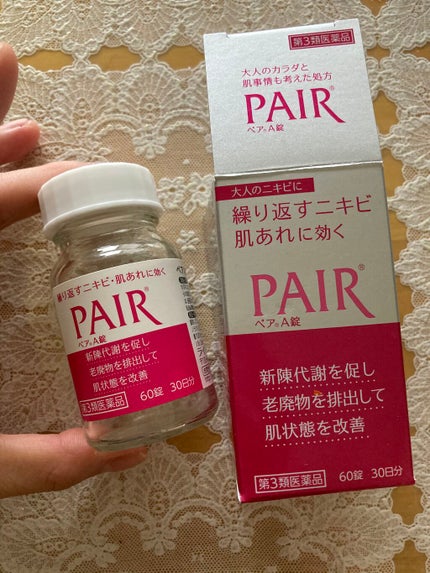 第3類医薬品
大人のカラダと
肌事情も考えた処方
PAIR®
ペア®A錠
大人のニキビに
繰り返すニキビ
肌あれに効く
PAIR®
ペア®A錠
新陳代謝を促し
老廃物を排出して
肌状態を改善
第3類医薬品
60錠 30日分
繰り返すニキビ・肌あれに効く
PAIR®
ペア®A錠
新陳代謝を促し
老廃物を排出して
肌状態を改善
第3類医薬品
60錠 30日分